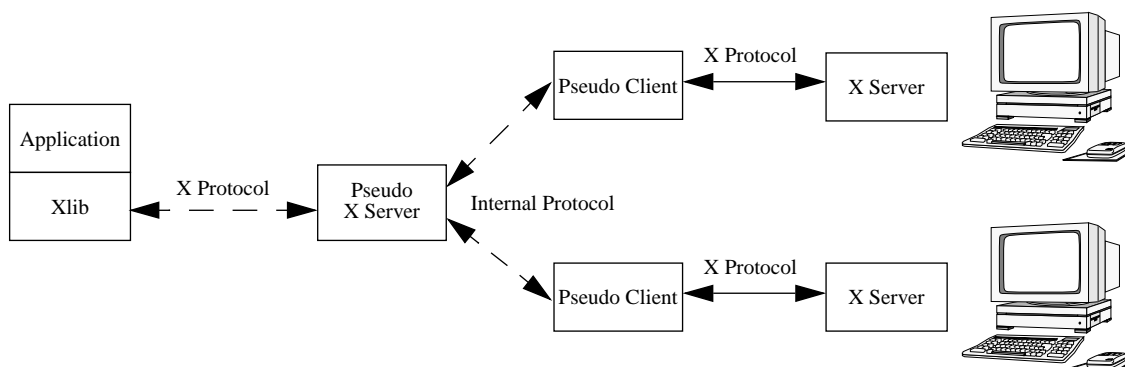 Application
Xlib
X Protocol
Pseudo
X Server
Internal Protocol
Pseudo Client
X Protocol
X Server
Pseudo Client
X Protocol
X Server